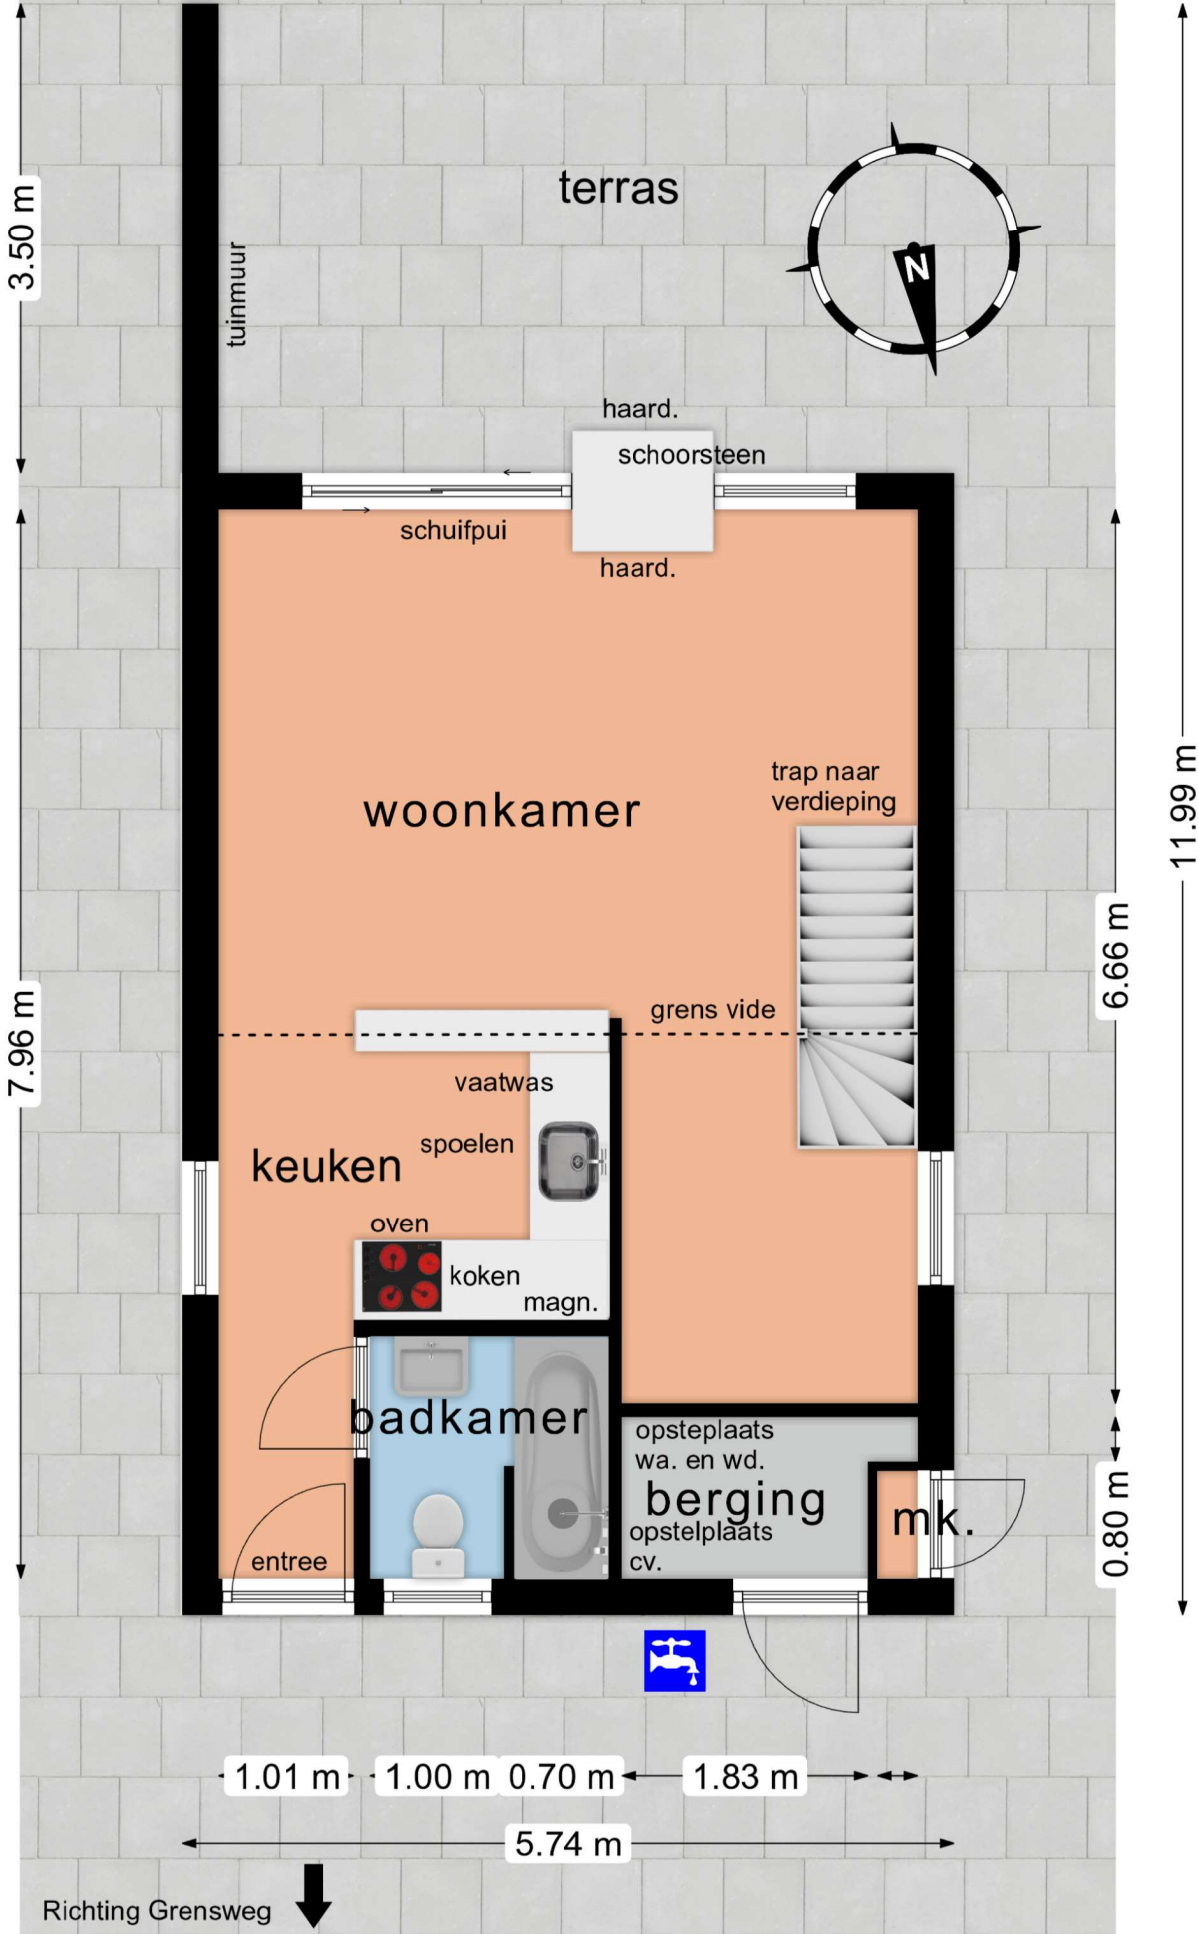 terras
3.50 m
N
tuinmuur
haard.
schoorsteen
schuifpui
haard.
11.99 m
trap naar
verdieping
woonkamer
6.66 m
grens vide
7.96 m
vaatwas
spoelen
keuken
oven
koken
magn.
badkamer
opsteplaats
wa. en wd.
berging
mk.
opstelplaats
cv.
0.80 m
entree
1.01 m
1.00 m
0.70 m
1.83 m
5.74 m
Richting Grensweg